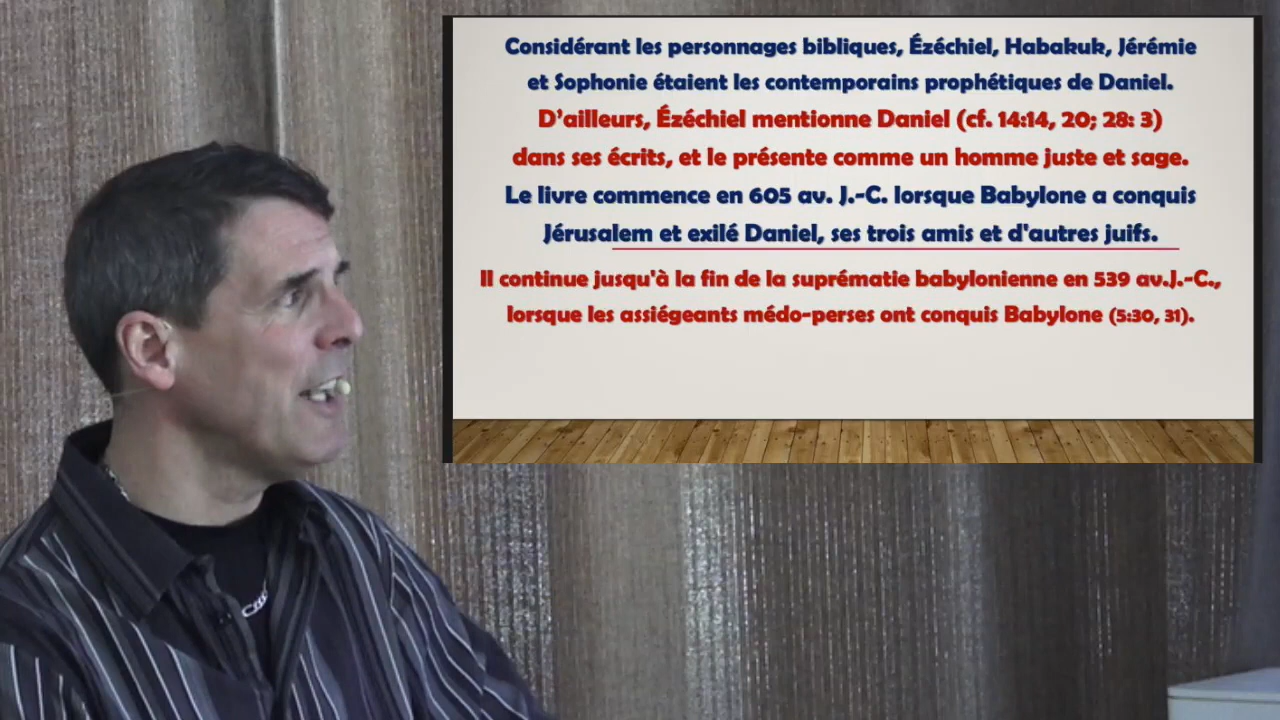 Considérant les personnages bibliques, Ézéchiel, Habakuk, Jérémie
et Sophonie étaient les contemporains prophétiques de Daniel.
D'ailleurs, Ézéchiel mentionne Daniel (cf. 14:14, 20; 28: 3)
dans ses écrits, et le présente comme un homme juste et sage.
Le livre commence en 605 av. J.-C. lorsque Babylone a conquis
Jérusalem et exilé Daniel, ses trois amis et d'autres juifs.
Il continue jusqu'à la fin de la suprématie babylonienne en 539 av.J.-C.,
lorsque les assiégeants médo-perses ont conquis Babylone (5:30, 31).